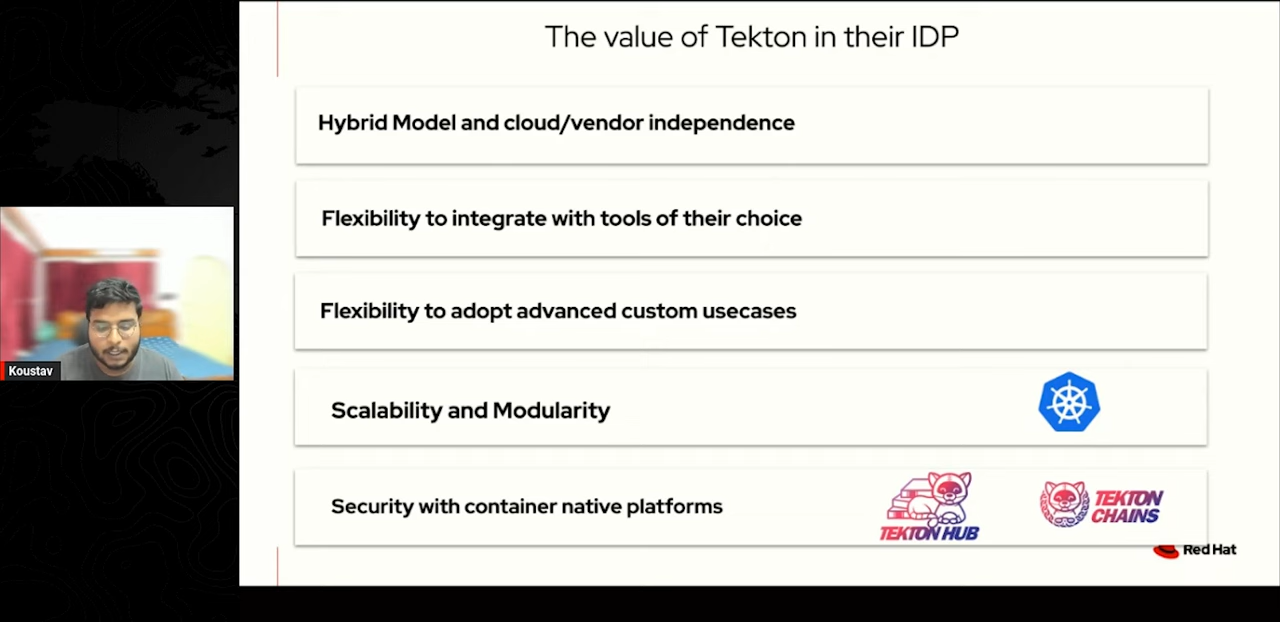 The value of Tekton in their IDP
Hybrid Model and cloud/vendor independence
Flexibility to integrate with tools of their choice
Flexibility to adopt advanced custom usecases
Scalability and Modularity
Security with container native platforms
TEKTON HUB
TEKTON
CHAINS
Red Hat
Koustav